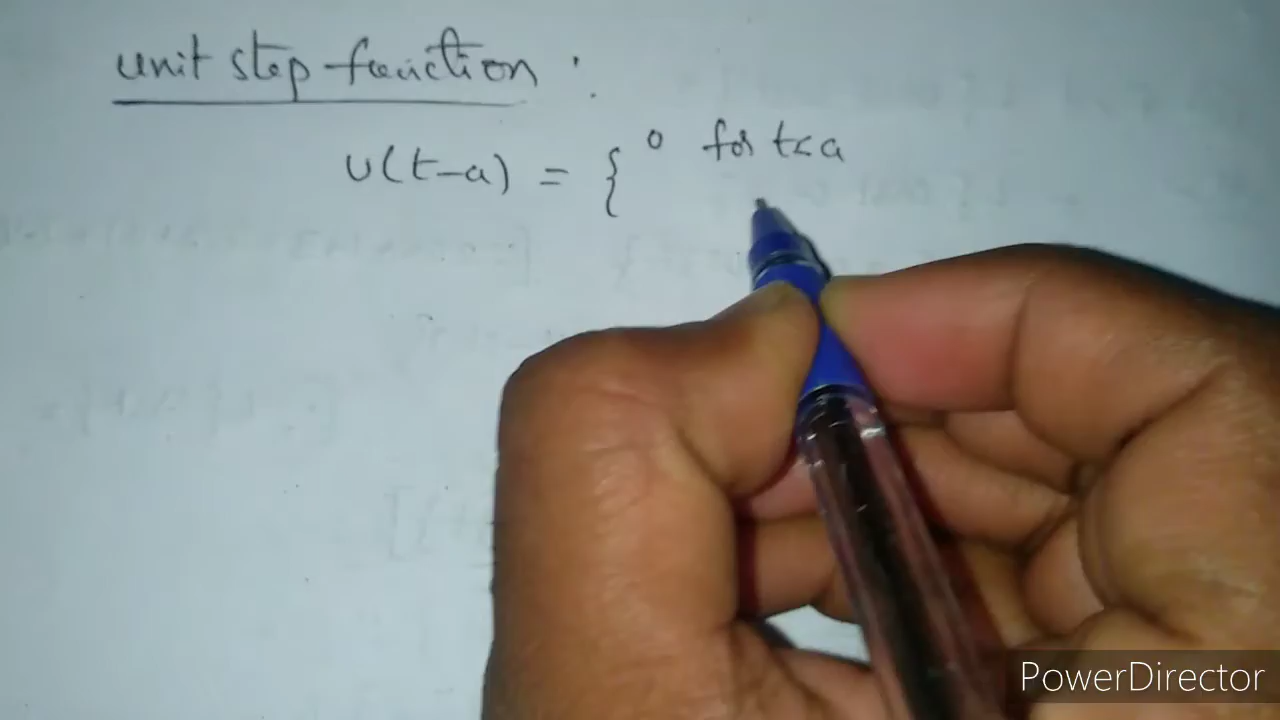 unit step function :
U(t-a) = { 0 for t<a
PowerDirector